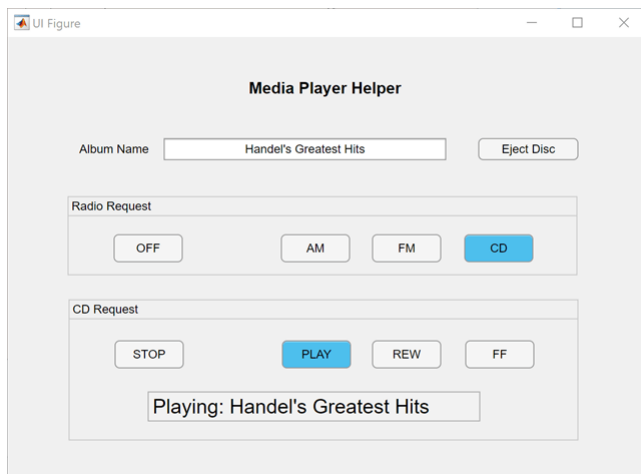 UI Figure
Media Player Helper
Album Name Handel's Greatest Hits Eject Disc
Radio Request
OFF AM FM CD
CD Request
STOP PLAY REW FF
Playing: Handel's Greatest Hits